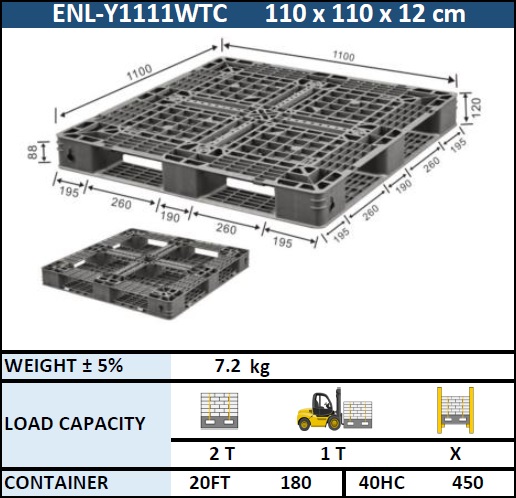 ENL-Y1111WTC 110 x 110 x 12 cm
1100 1100
120
88
195 260 190 260 195
195 260 190 260 195
WEIGHT ± 5% 7.2 kg
LOAD CAPACITY
2 T 1 T X
CONTAINER 20FT 180 40HC 450